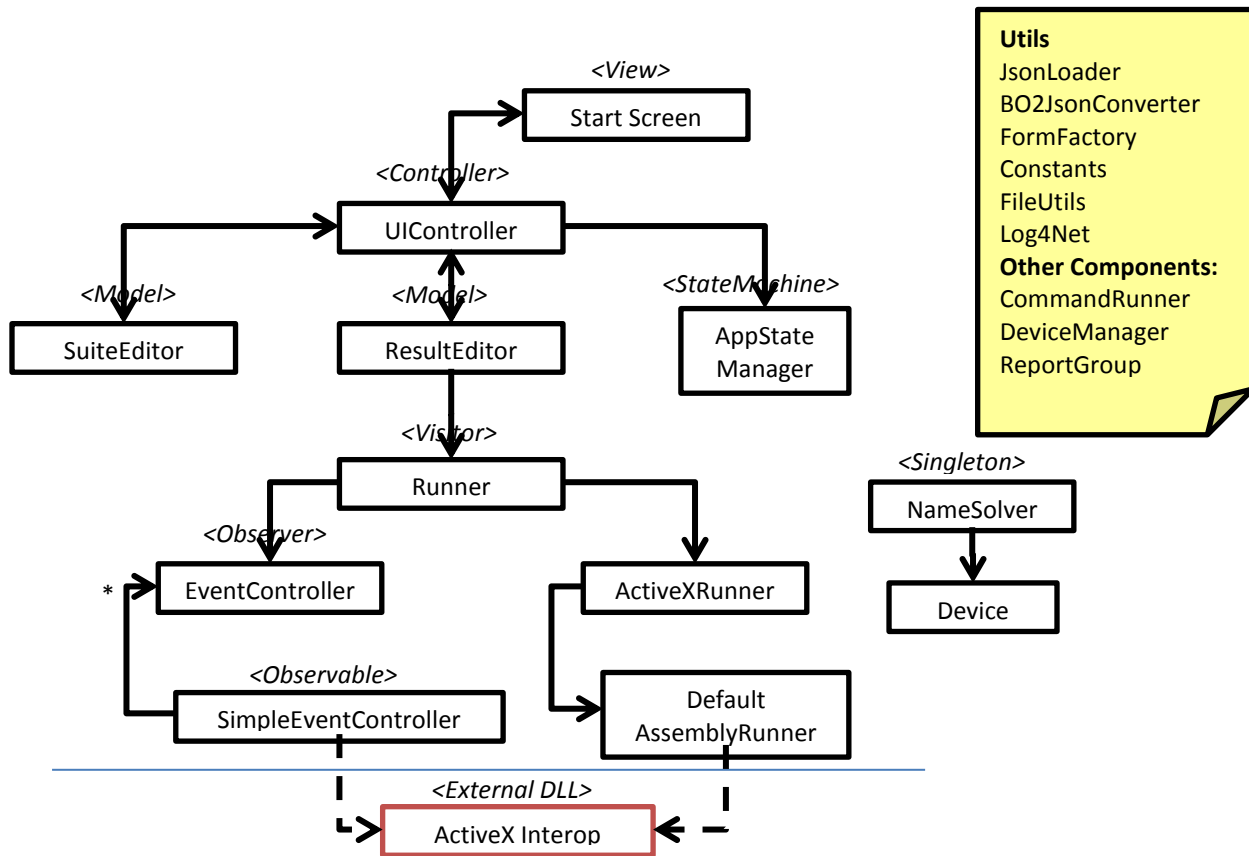 <View>
Start Screen
<Controller>
UIController
<Model>
<Model>
<StateMachine>
SuiteEditor
ResultEditor
AppState
Manager
<Visitor>
Runner
<Observer>
*
EventController
ActiveXRunner
<Observable>
SimpleEventController
Default
AssemblyRunner
<External DLL>
ActiveX Interop
<Singleton>
NameSolver
Device
Utils
JsonLoader
BO2JsonConverter
FormFactory
Constants
FileUtils
Log4Net
Other Components:
CommandRunner
DeviceManager
ReportGroup